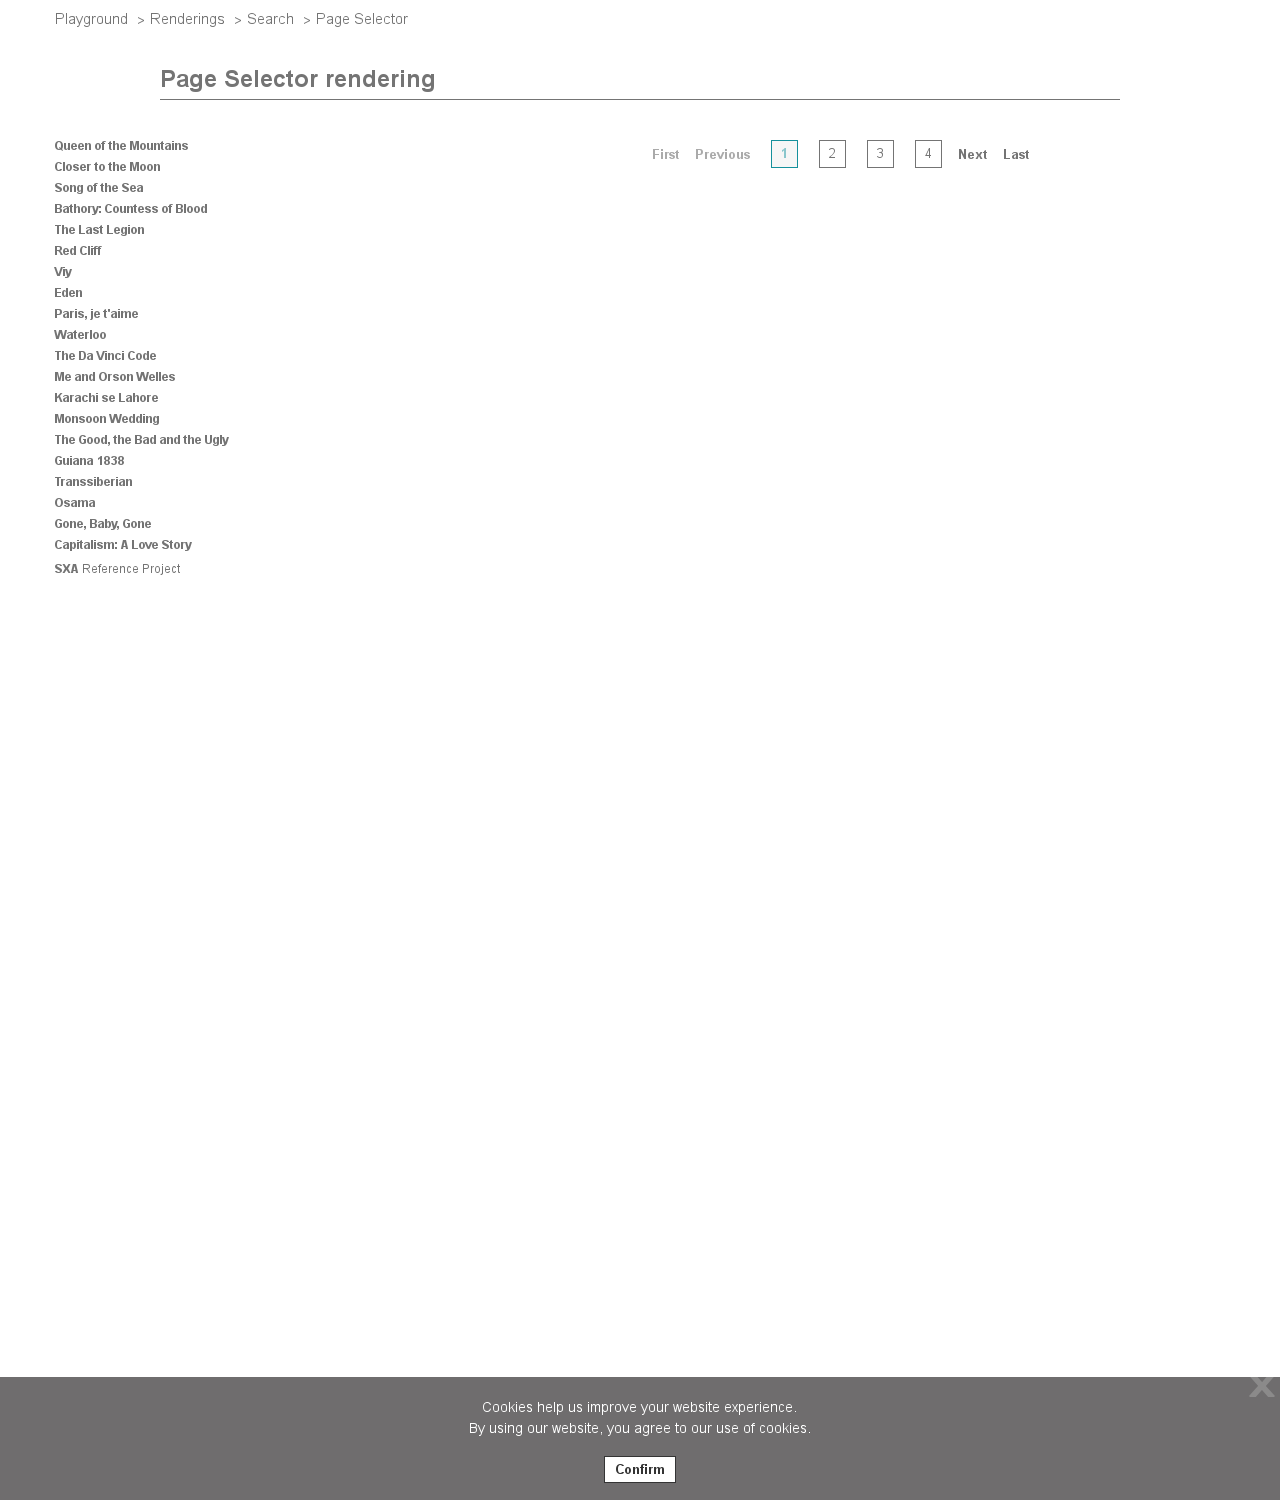 Playground > Renderings > Search > Page Selector
Page Selector rendering
Queen of the Mountains
Closer to the Moon
Song of the Sea
Bathory: Countess of Blood
The Last Legion
Red Cliff
Viy
Eden
Paris, je t'aime
Waterloo
The Da Vinci Code
Me and Orson Welles
Karachi se Lahore
Monsoon Wedding
The Good, the Bad and the Ugly
Guiana 1838
Transsiberian
Osama
Gone, Baby, Gone
Capitalism: A Love Story
First Previous 1 2 3 4 Next Last
SXA Reference Project
X
Cookies help us improve your website experience.
By using our website, you agree to our use of cookies.
Confirm